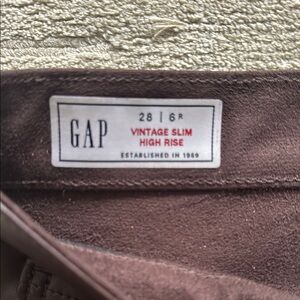 GAP
28 | 6R
VINTAGE SLIM
HIGH RISE
ESTABLISHED IN 1969